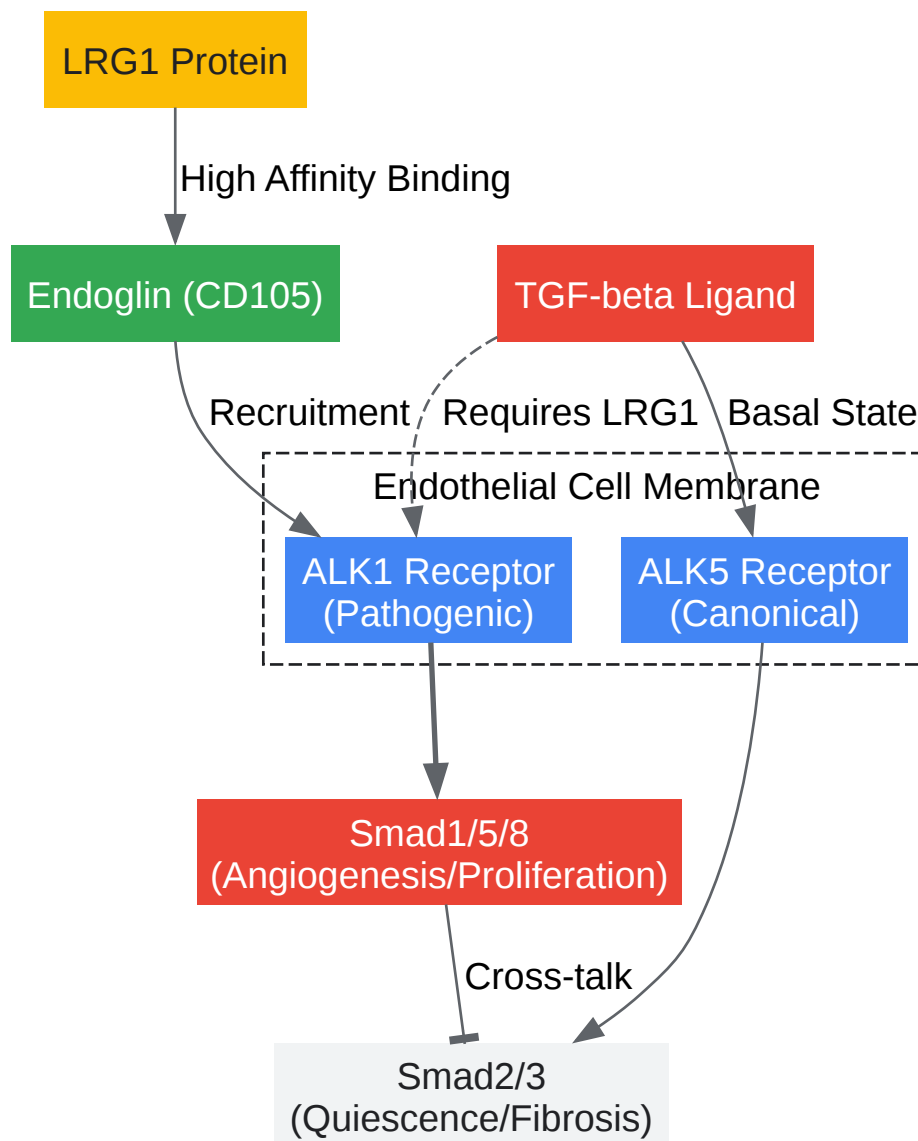 LRG1 Protein
High Affinity Binding
Endoglin (CD105)
TGF-beta Ligand
Recruitment
Requires LRG1
Basal State
Endothelial Cell Membrane
ALK1 Receptor
(Pathogenic)
ALK5 Receptor
(Canonical)
Smad1/5/8
(Angiogenesis/Proliferation)
Cross-talk
Smad2/3
(Quiescence/Fibrosis)